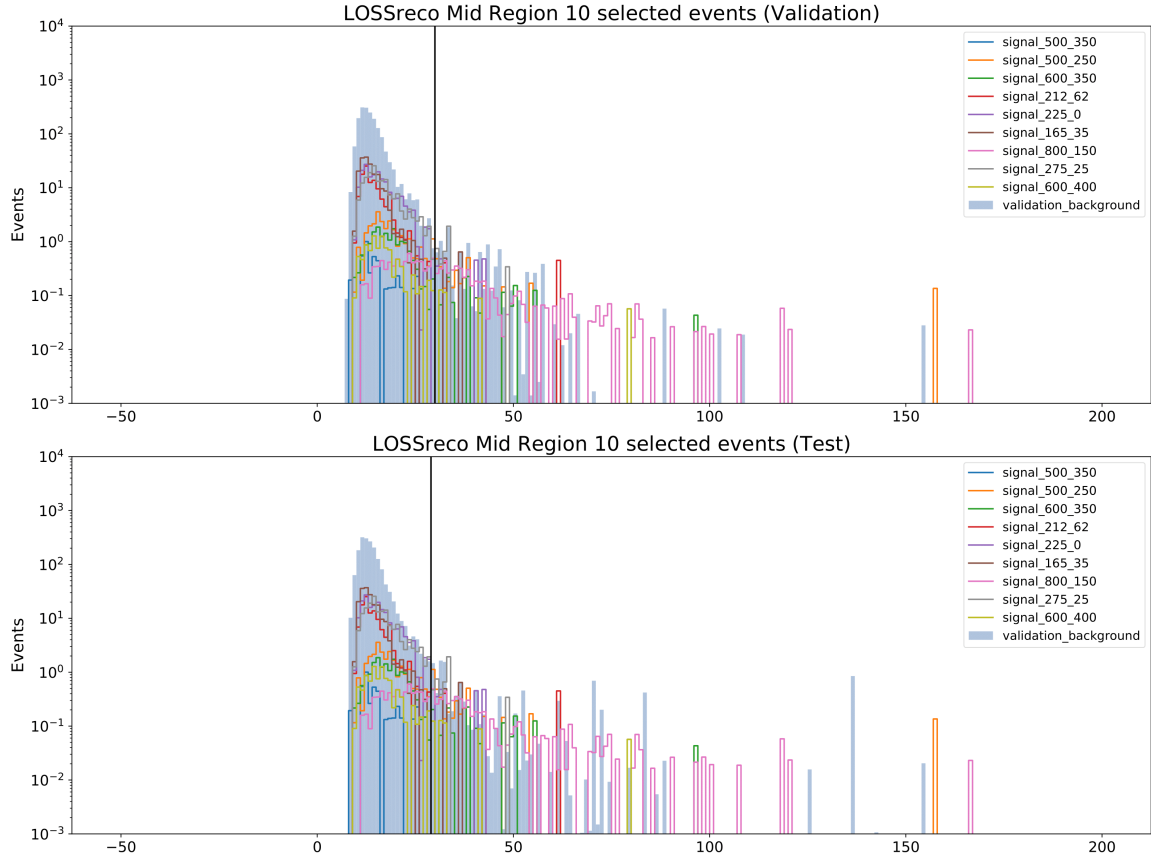 LOSSreco Mid Region 10 selected events (Validation)
10⁴
10³
10²
10¹
10⁰
10⁻¹
10⁻²
10⁻³
Events
signal_500_350
signal_500_250
signal_600_350
signal_212_62
signal_225_0
signal_165_35
signal_800_150
signal_275_25
signal_600_400
validation_background
−50 0 50 100 150 200
LOSSreco Mid Region 10 selected events (Test)
10⁴
10³
10²
10¹
10⁰
10⁻¹
10⁻²
10⁻³
Events
signal_500_350
signal_500_250
signal_600_350
signal_212_62
signal_225_0
signal_165_35
signal_800_150
signal_275_25
signal_600_400
validation_background
−50 0 50 100 150 200